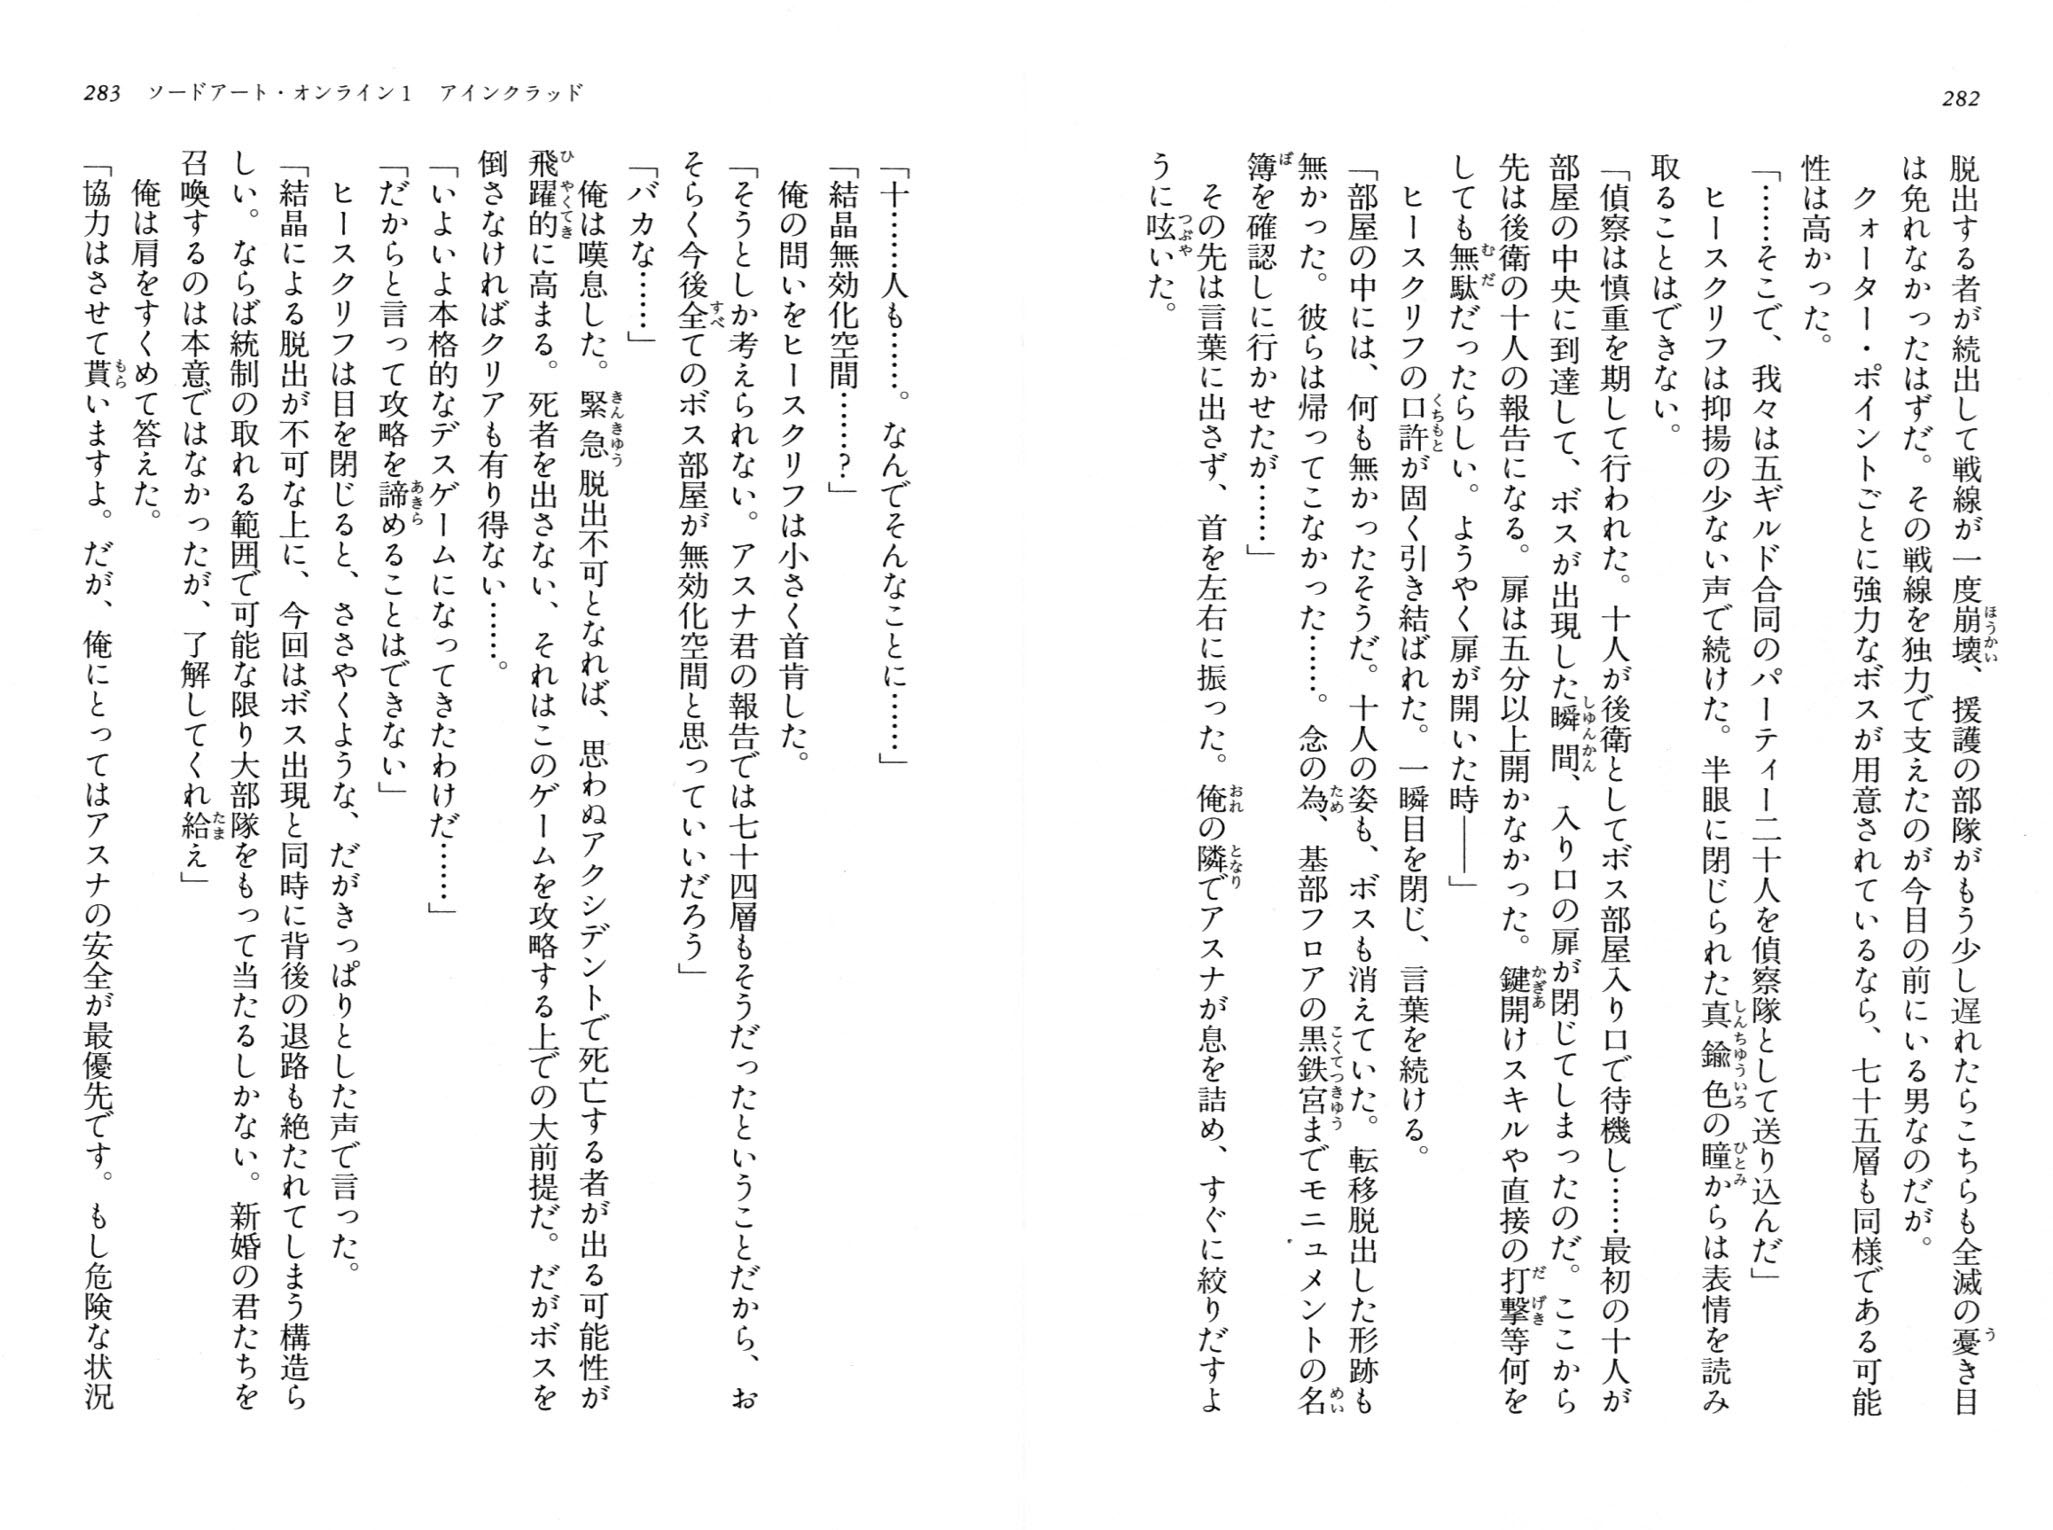 282
脱出する者が続出して戦線が一度崩壊、援護の部隊がもう少し遅れたらこちらも全滅の憂き目
は免れなかったはずだ。その戦線を独力で支えたのが今目の前にいる男なのだが。
クォーター・ポイントごとに強力なボスが用意されているなら、七十五層も同様である可能
性は高かった。
「……そこで、我々は五ギルド合同のパーティー二十人を偵察隊として送り込んだ」
ヒースクリフは抑揚の少ない声で続けた。半眼に閉じられた真鍮色の瞳からは表情を読み
取ることはできない。
「偵察は慎重を期して行われた。十人が後衛としてボス部屋入り口で待機し……最初の十人が
部屋の中央に到達して、ボスが出現した瞬間、入り口の扉が閉じてしまったのだ。ここから
先は後衛の十人の報告になる。扉は五分以上開かなかった。鍵開けスキルや直接の打撃等何を
しても無駄だったらしい。ようやく扉が開いた時――」
ヒースクリフの口許が固く引き結ばれた。一瞬目を閉じ、言葉を続ける。
「部屋の中には、何も無かったそうだ。十人の姿も、ボスも消えていた。転移脱出した形跡も
無かった。彼らは帰ってこなかった……。念の為、基部フロアの黒鉄宮までモニュメントの名
簿を確認しに行かせたが……」
その先は言葉に出さず、首を左右に振った。俺の隣でアスナが息を詰め、すぐに絞りだすよ
うに呟いた。
283 ソードアート・オンライン1 アインクラッド
「十……人も……。なんでそんなことに……」
「結晶無効化空間……？」
俺の問いをヒースクリフは小さく首肯した。
「そうとしか考えられない。アスナ君の報告では七十四層もそうだったということだから、お
そらく今後全てのボス部屋が無効化空間と思っていいだろう」
「バカな……」
俺は嘆息した。緊急脱出不可となれば、思わぬアクシデントで死亡する者が出る可能性が
飛躍的に高まる。死者を出さない、それはこのゲームを攻略する上での大前提だ。だがボスを
倒さなければクリアも有り得ない……。
「いよいよ本格的なデスゲームになってきたわけだ……」
「だからと言って攻略を諦めることはできない」
ヒースクリフは目を閉じると、ささやくような、だがきっぱりとした声で言った。
「結晶による脱出が不可な上に、今回はボス出現と同時に背後の退路も絶たれてしまう構造ら
しい。ならば統制の取れる範囲で可能な限り大部隊をもって当たるしかない。新婚の君たちを
召喚するのは本意ではなかったが、了解してくれ給え」
俺は肩をすくめて答えた。
「協力はさせて貰いますよ。だが、俺にとってはアスナの安全が最優先です。もし危険な状況